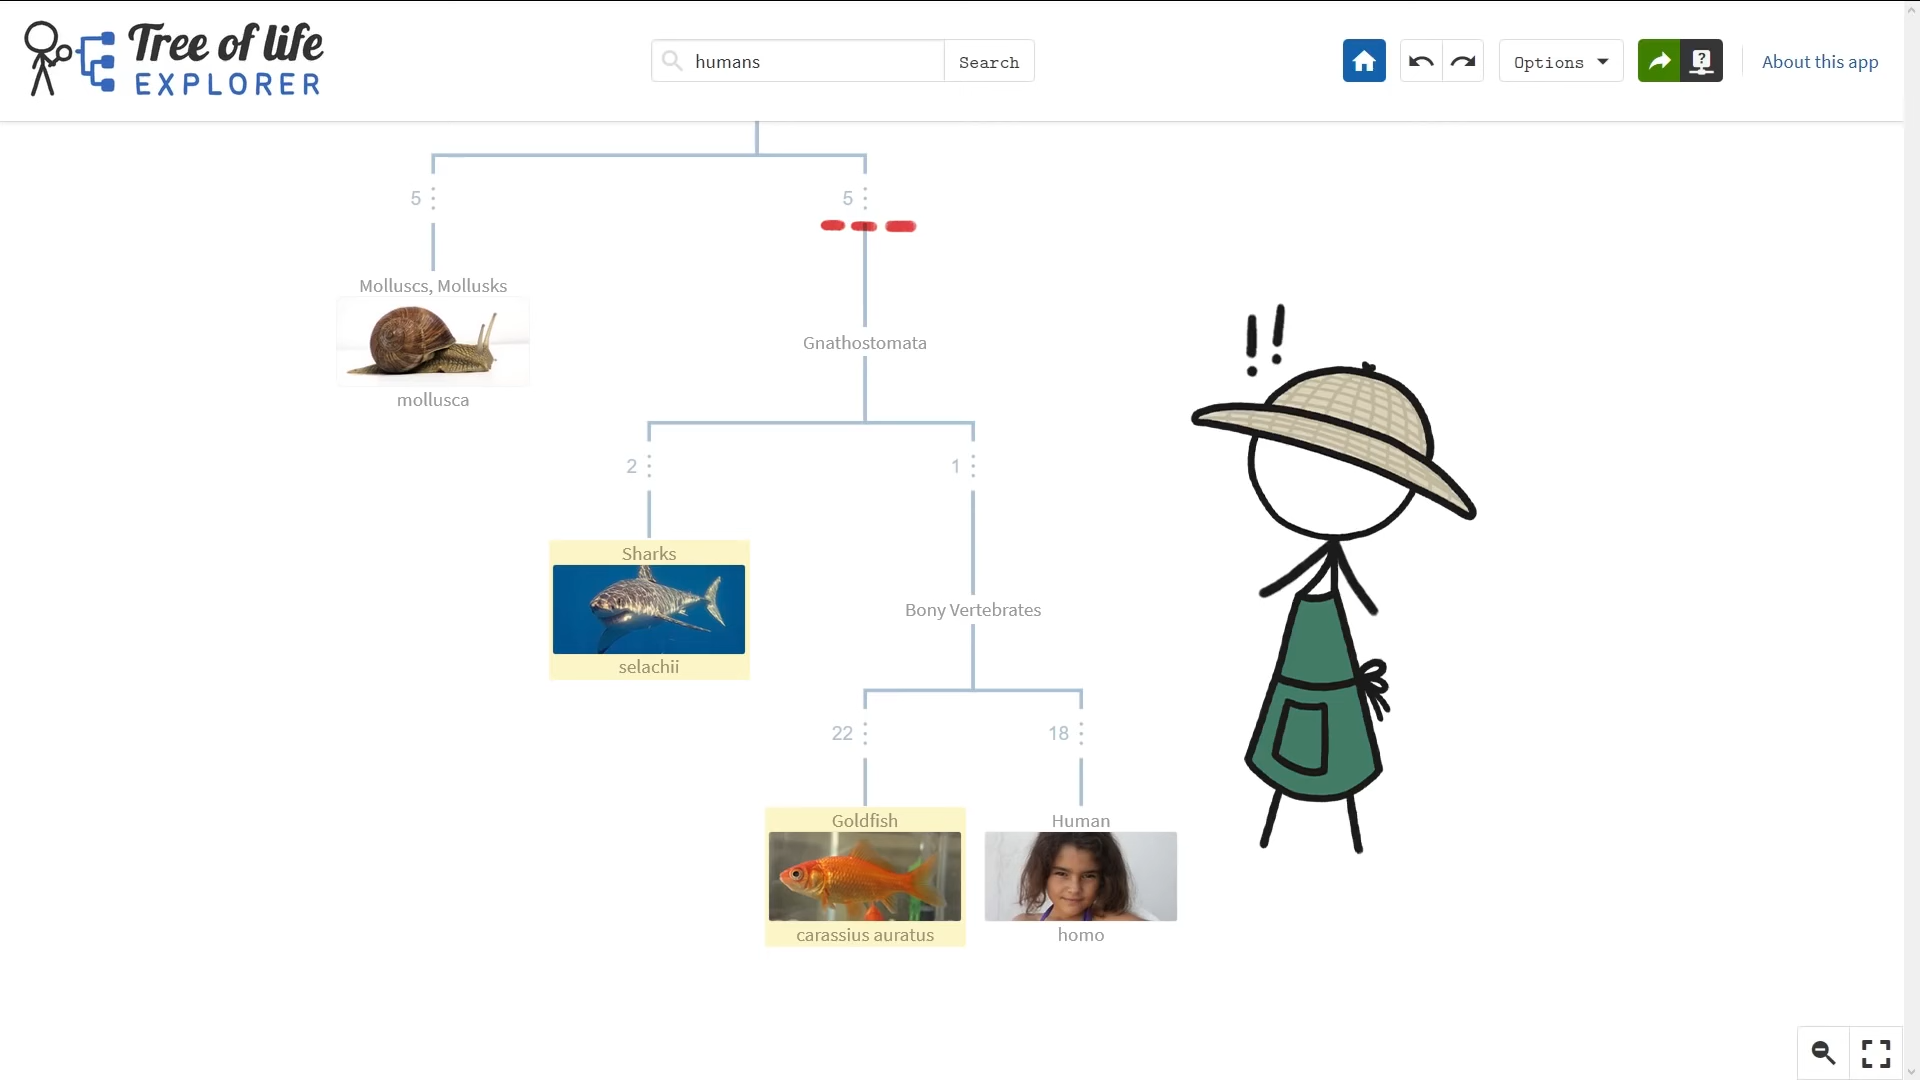 Tree of life
EXPLORER
humans
Search
Options
?
About this app
5
5
Molluscs, Mollusks
mollusca
Gnathostomata
!!
2
1
Sharks
selachii
Bony Vertebrates
22
18
Goldfish
carassius auratus
Human
homo